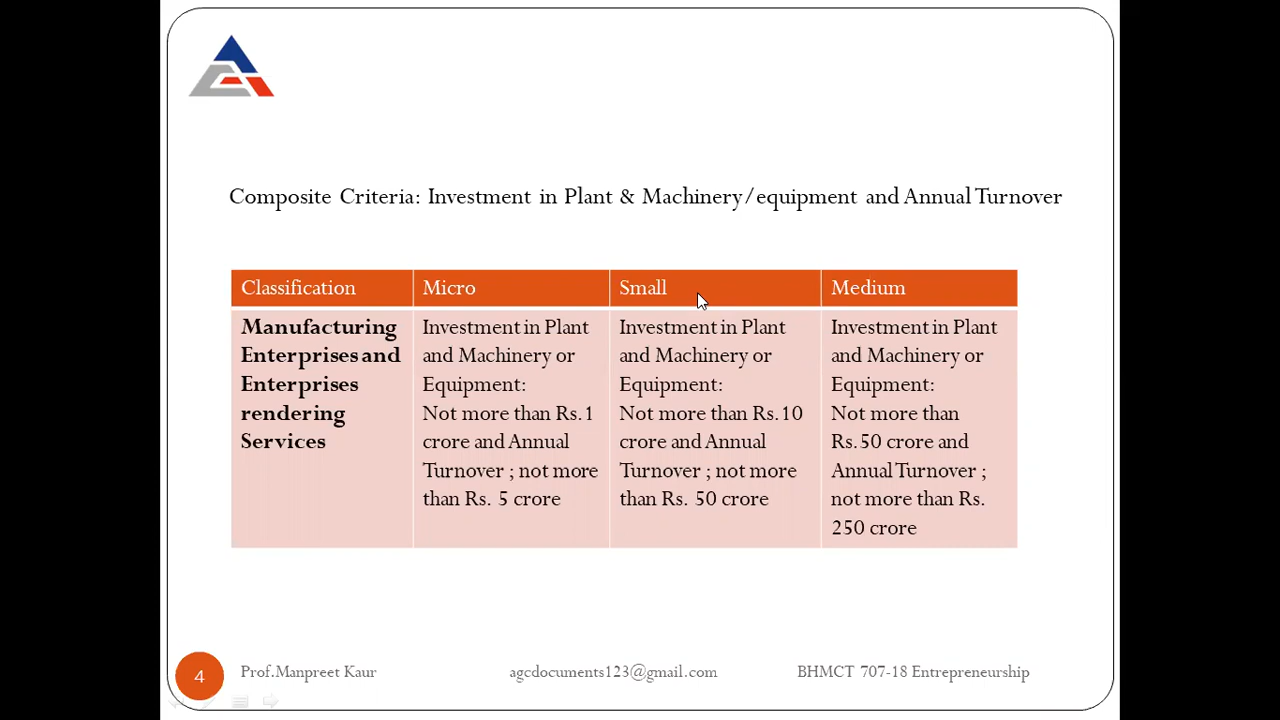 Composite Criteria: Investment in Plant & Machinery/equipment and Annual Turnover
Classification
Micro
Small
Medium
Manufacturing
Enterprises and
Enterprises
rendering
Services
Investment in Plant
and Machinery or
Equipment:
Not more than Rs.1
crore and Annual
Turnover ; not more
than Rs. 5 crore
Investment in Plant
and Machinery or
Equipment:
Not more than Rs.10
crore and Annual
Turnover ; not more
than Rs. 50 crore
Investment in Plant
and Machinery or
Equipment:
Not more than
Rs.50 crore and
Annual Turnover ;
not more than Rs.
250 crore
4
Prof.Manpreet Kaur
agcdocuments123@gmail.com
BHMCT 707-18 Entrepreneurship